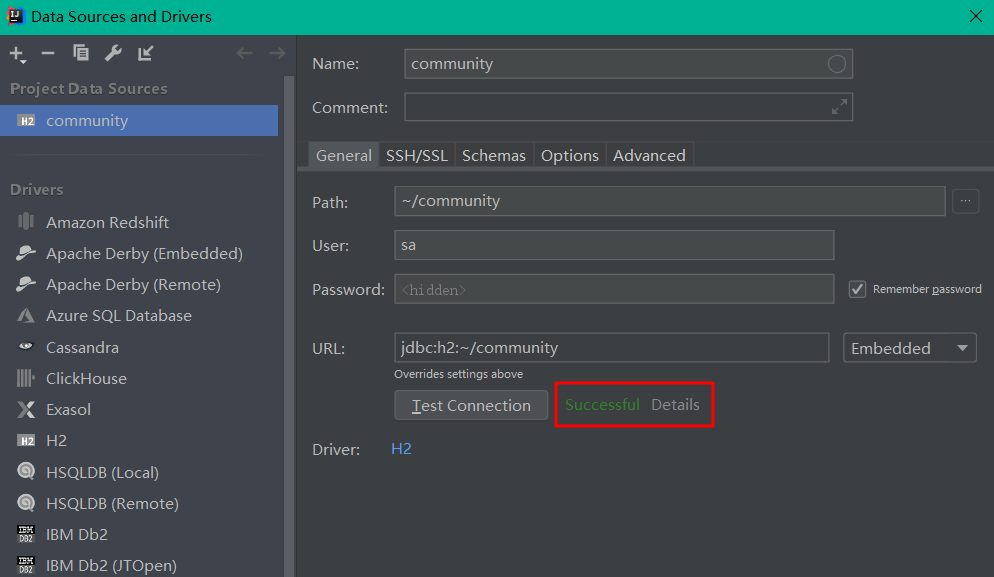 Data Sources and Drivers
Project Data Sources
H2 community
Drivers
Amazon Redshift
Apache Derby (Embedded)
Apache Derby (Remote)
Azure SQL Database
Cassandra
ClickHouse
Exasol
H2 H2
HSQLDB (Local)
HSQLDB (Remote)
IBM DB2 IBM Db2
IBM DB2 IBM Db2 (JTOpen)
Name: community
Comment:
General SSH/SSL Schemas Options Advanced
Path: ~/community ...
User: sa
Password: <hidden> Remember password
URL: jdbc:h2:~/community Embedded
Overrides settings above
Test Connection Successful Details
Driver: H2